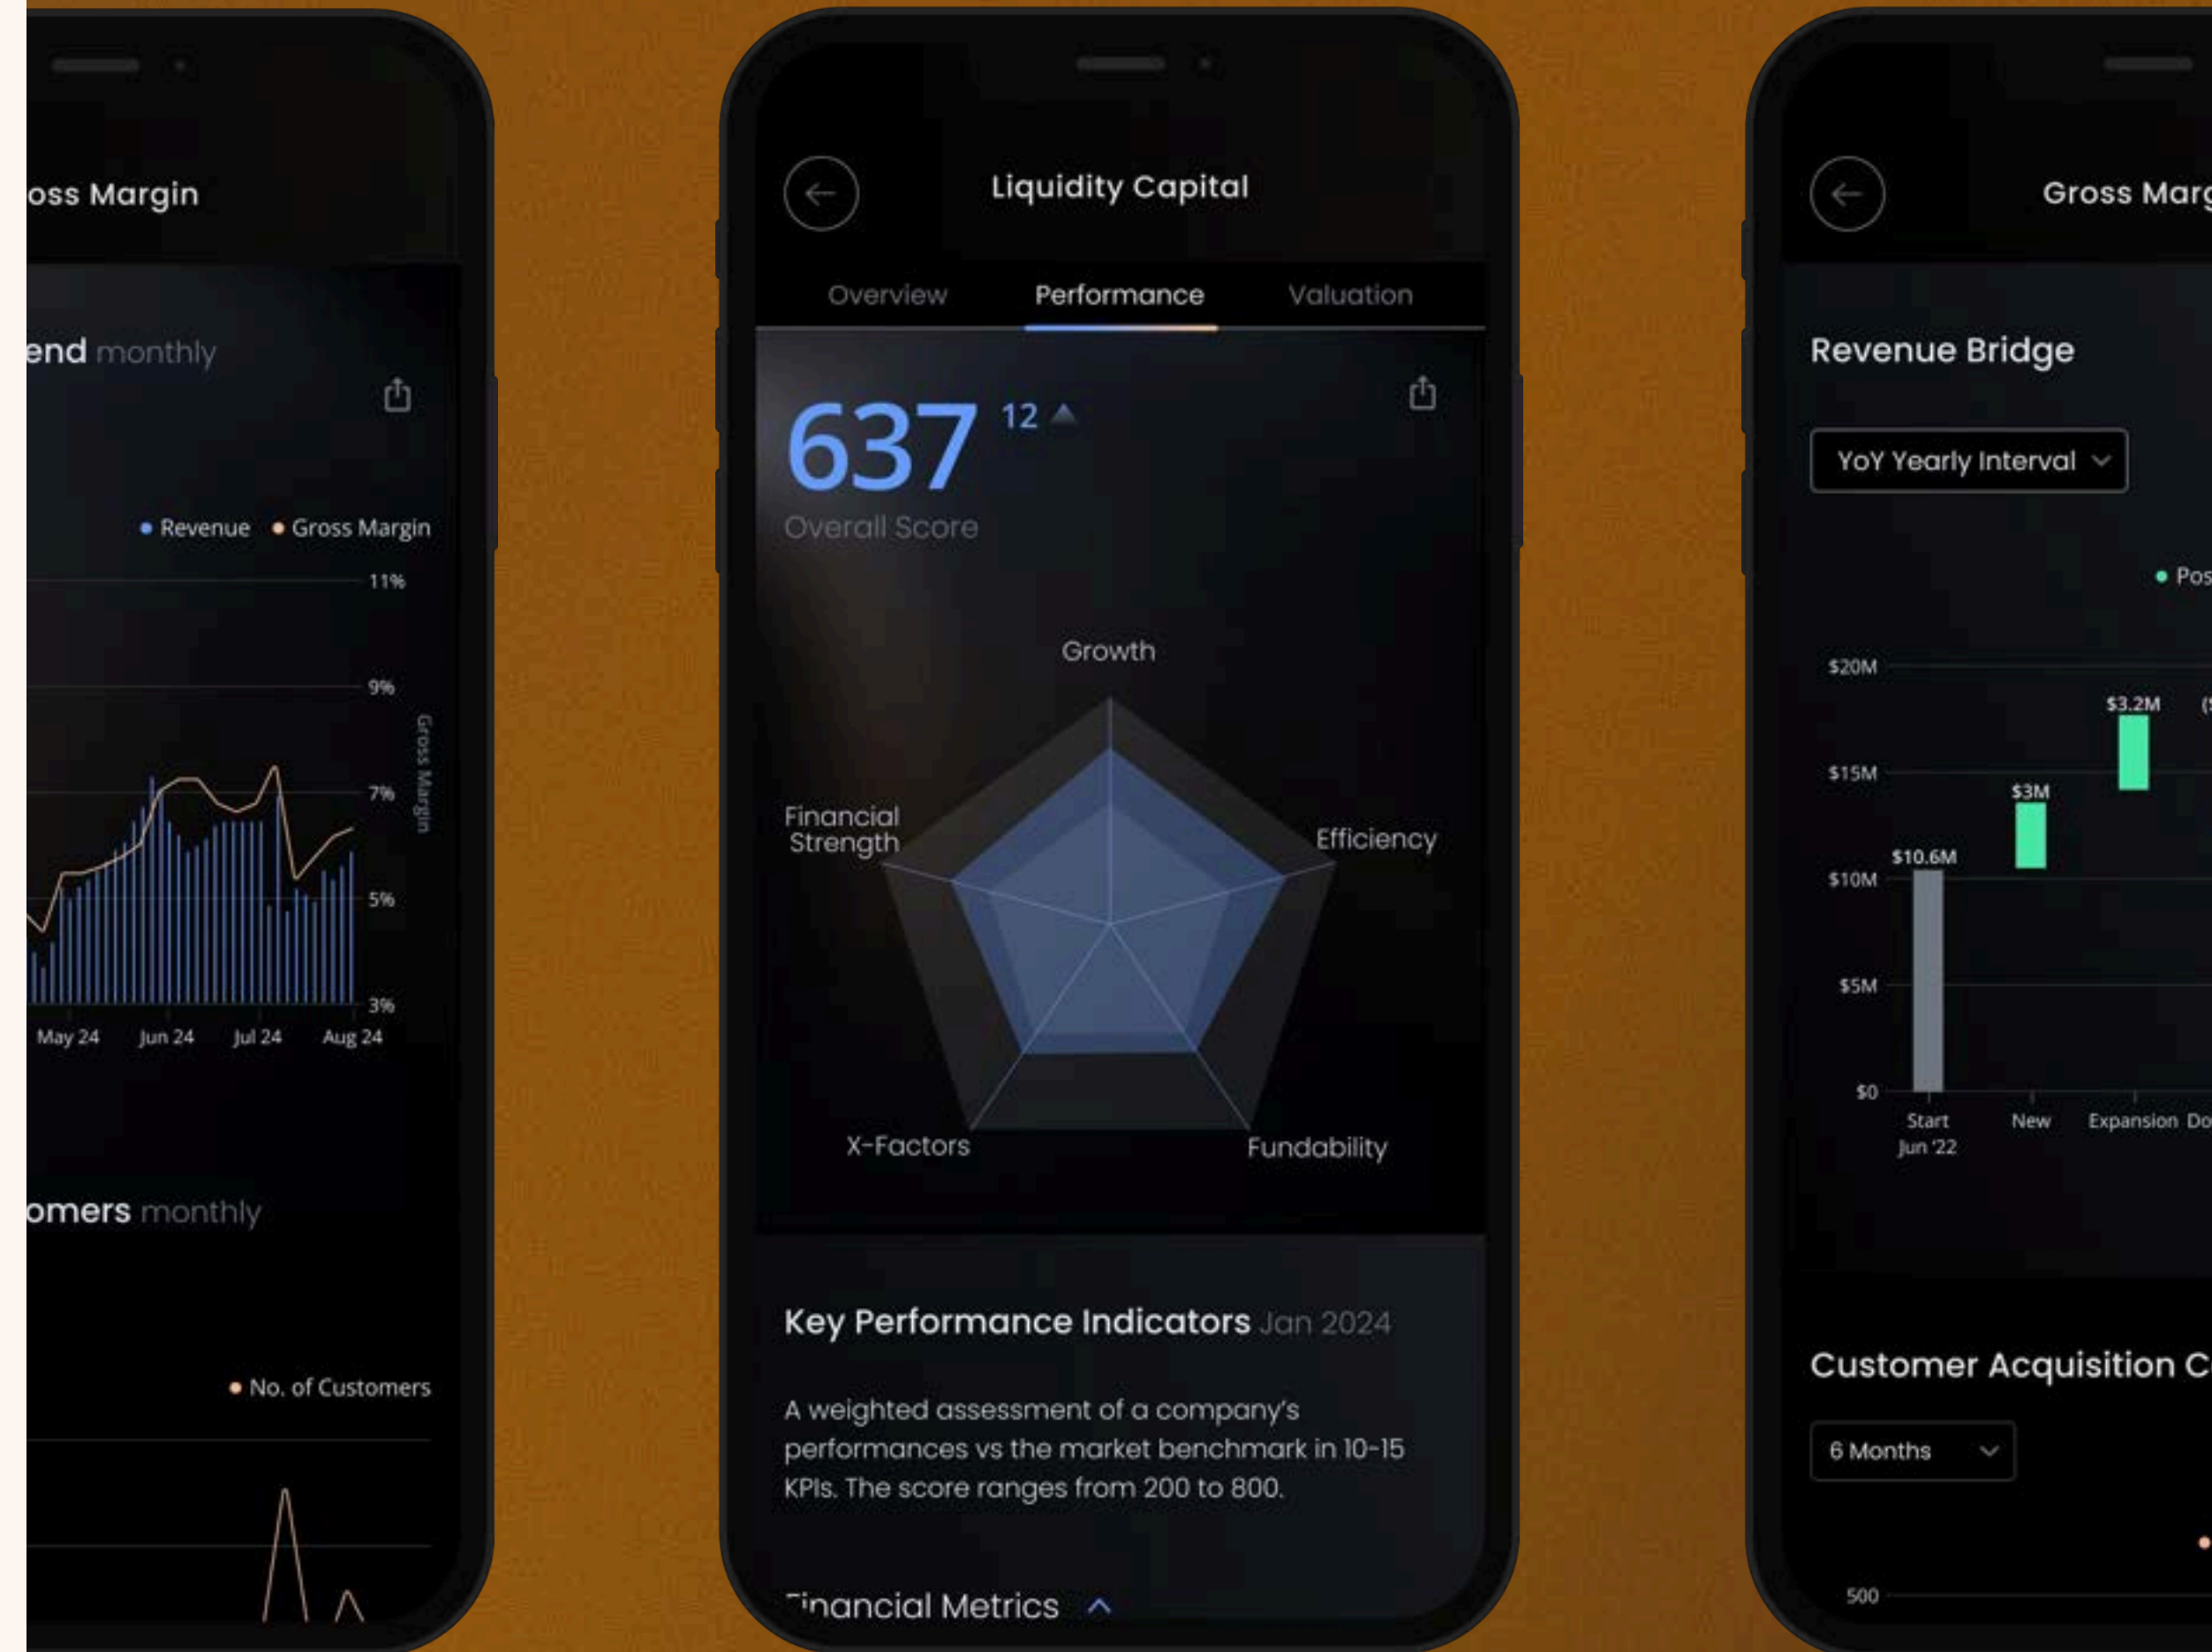 oss Margin
end monthly
Revenue
Gross Margin
11%
9%
7%
5%
3%
Gross Margin
May 24
Jun 24
Jul 24
Aug 24
omers monthly
No. of Customers
Liquidity Capital
Overview
Performance
Valuation
637
12
Overall Score
Growth
Financial
Strength
Efficiency
X-Factors
Fundability
Key Performance Indicators Jan 2024
A weighted assessment of a company's
performances vs the market benchmark in 10-15
KPIs. The score ranges from 200 to 800.
Financial Metrics
Gross Marg
Revenue Bridge
YoY Yearly Interval
Pos
$20M
$15M
$10M
$5M
$0
$10.6M
$3M
$3.2M
($
Start
Jun '22
New
Expansion
Do
Customer Acquisition C
6 Months
500